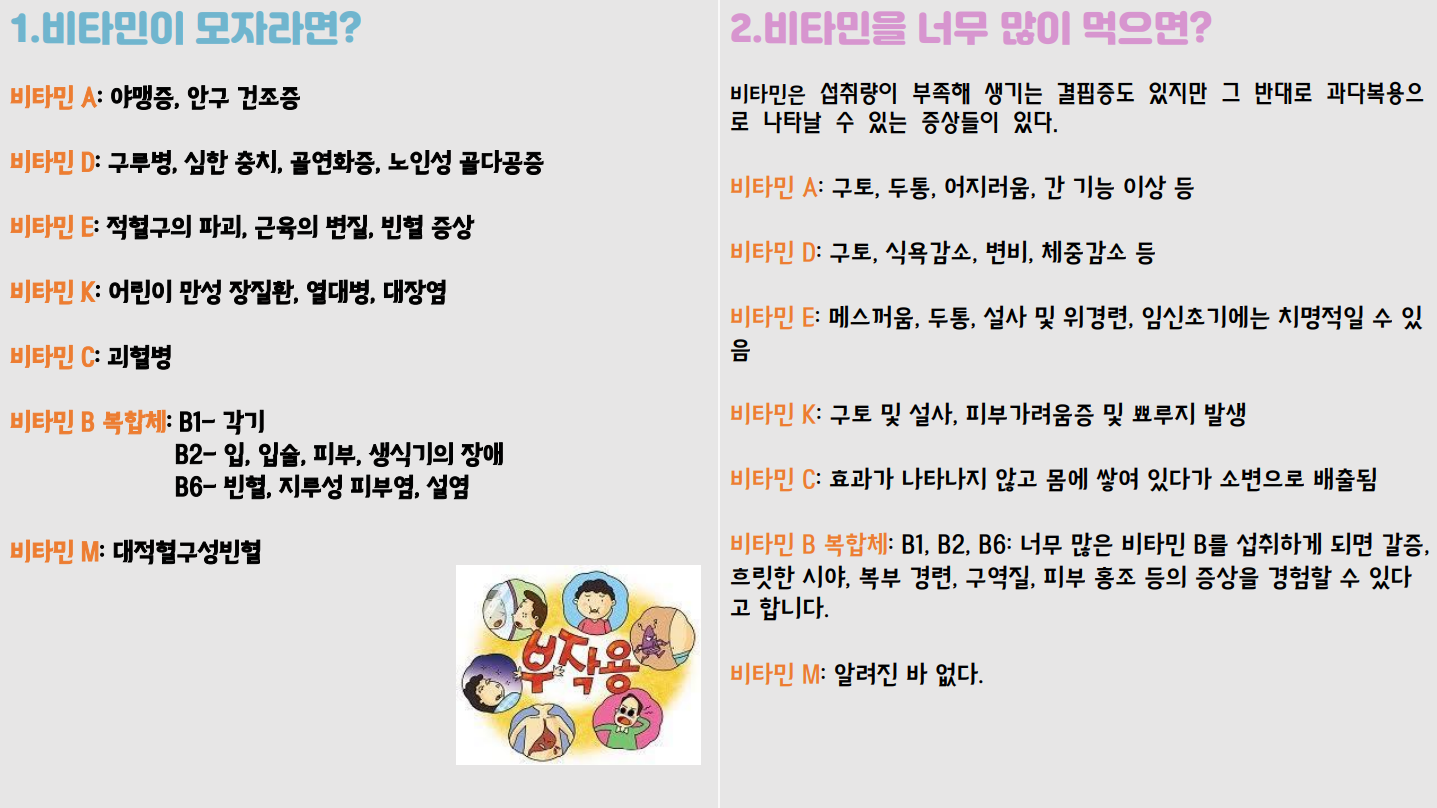 1.비타민이 모자라면?
비타민 A: 야맹증, 안구 건조증
비타민 D: 구루병, 심한 충치, 골연화증, 노인성 골다공증
비타민 E: 적혈구의 파괴, 근육의 변질, 빈혈 증상
비타민 K: 어린이 만성 장질환, 열대병, 대장염
비타민 C: 괴혈병
비타민 B 복합체: B1- 각기
B2- 입, 입술, 피부, 생식기의 장애
B6- 빈혈, 지루성 피부염, 설염
비타민 M: 대적혈구성빈혈
부작용
2.비타민을 너무 많이 먹으면?
비타민은 섭취량이 부족해 생기는 결핍증도 있지만 그 반대로 과다복용으
로 나타날 수 있는 증상들이 있다.
비타민 A: 구토, 두통, 어지러움, 간 기능 이상 등
비타민 D: 구토, 식욕감소, 변비, 체중감소 등
비타민 E: 메스꺼움, 두통, 설사 및 위경련, 임신초기에는 치명적일 수 있
음
비타민 K: 구토 및 설사, 피부가려움증 및 뾰루지 발생
비타민 C: 효과가 나타나지 않고 몸에 쌓여 있다가 소변으로 배출됨
비타민 B 복합체: B1, B2, B6: 너무 많은 비타민 B를 섭취하게 되면 갈증,
흐릿한 시야, 복부 경련, 구역질, 피부 홍조 등의 증상을 경험할 수 있다
고 합니다.
비타민 M: 알려진 바 없다.